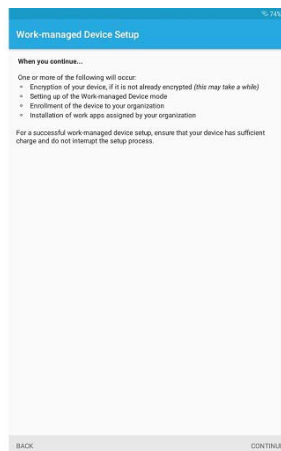 74%
Work-managed Device Setup
When you continue...
One or more of the following will occur:
Encryption of your device, if it is not already encrypted (this may take a while)
Setting up of the Work-managed Device mode
Enrollment of the device to your organization
Installation of work apps assigned by your organization
For a successful work-managed device setup, ensure that your device has sufficient
charge and do not interrupt the setup process.
BACK CONTINUE